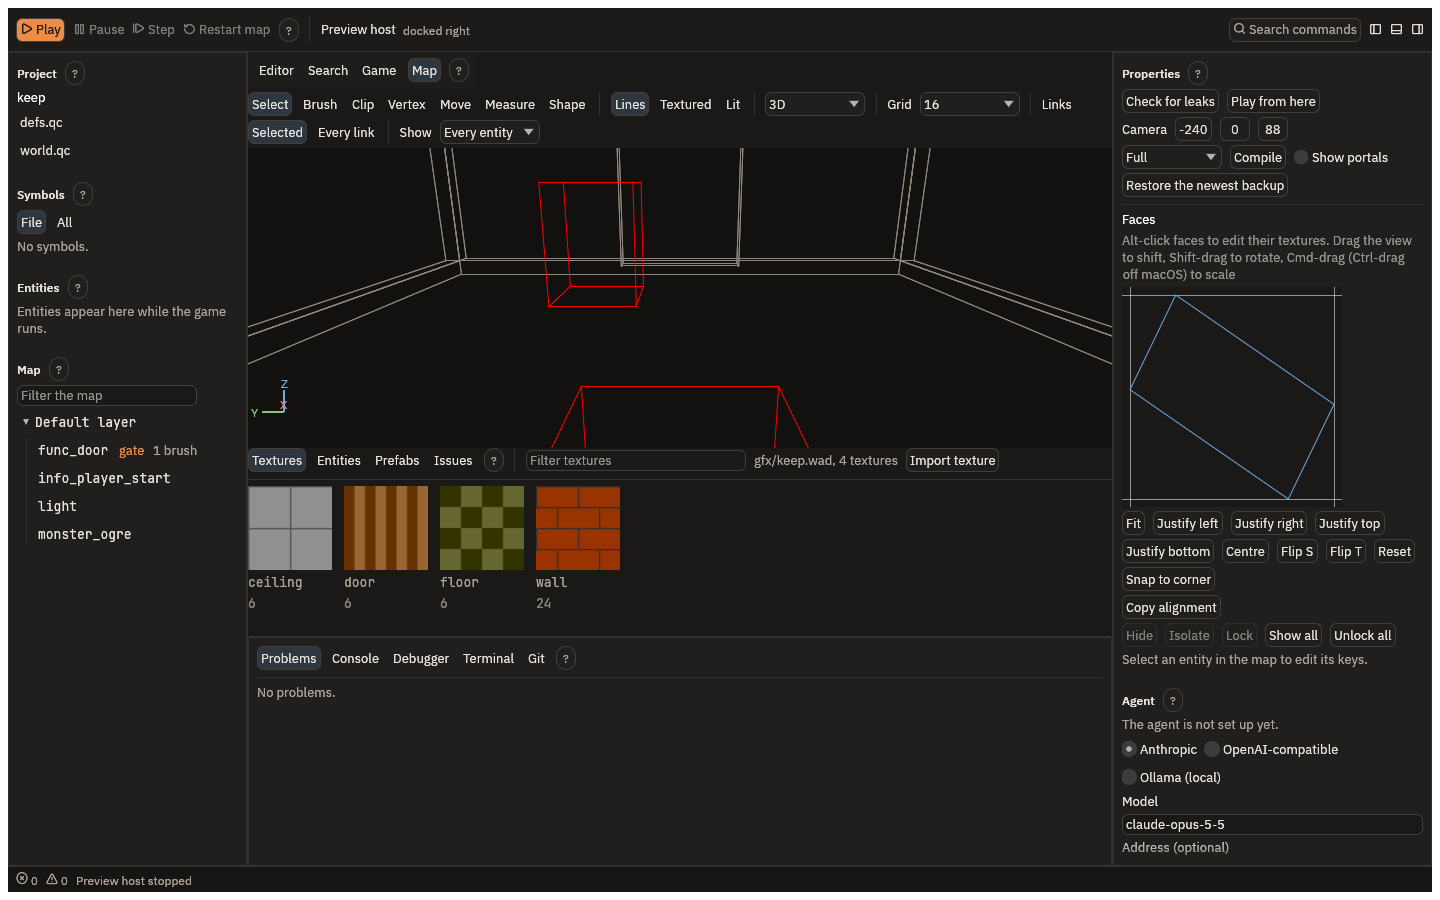 Play Pause Step Restart map ? Preview host docked right Search commands
Project ?
keep
defs.qc
world.qc
Symbols ?
File All
No symbols.
Entities ?
Entities appear here while the game
runs.
Map ?
Filter the map
Default layer
func_door gate 1 brush
info_player_start
light
monster_ogre
Editor Search Game Map ?
Select Brush Clip Vertex Move Measure Shape Lines Textured Lit 3D Grid 16 Links
Selected Every link Show Every entity
Z
Y X
Textures Entities Prefabs Issues ? Filter textures gfx/keep.wad, 4 textures Import texture
ceiling door floor wall
6 6 6 24
Problems Console Debugger Terminal Git ?
No problems.
Properties ?
Check for leaks Play from here
Camera -240 0 88
Full Compile Show portals
Restore the newest backup
Faces
Alt-click faces to edit their textures. Drag the view
to shift, Shift-drag to rotate, Cmd-drag (Ctrl-drag
off macOS) to scale
Fit Justify left Justify right Justify top
Justify bottom Centre Flip S Flip T Reset
Snap to corner
Copy alignment
Hide Isolate Lock Show all Unlock all
Select an entity in the map to edit its keys.
Agent ?
The agent is not set up yet.
Anthropic OpenAI-compatible
Ollama (local)
Model
claude-opus-5-5
Address (optional)
0 0 Preview host stopped